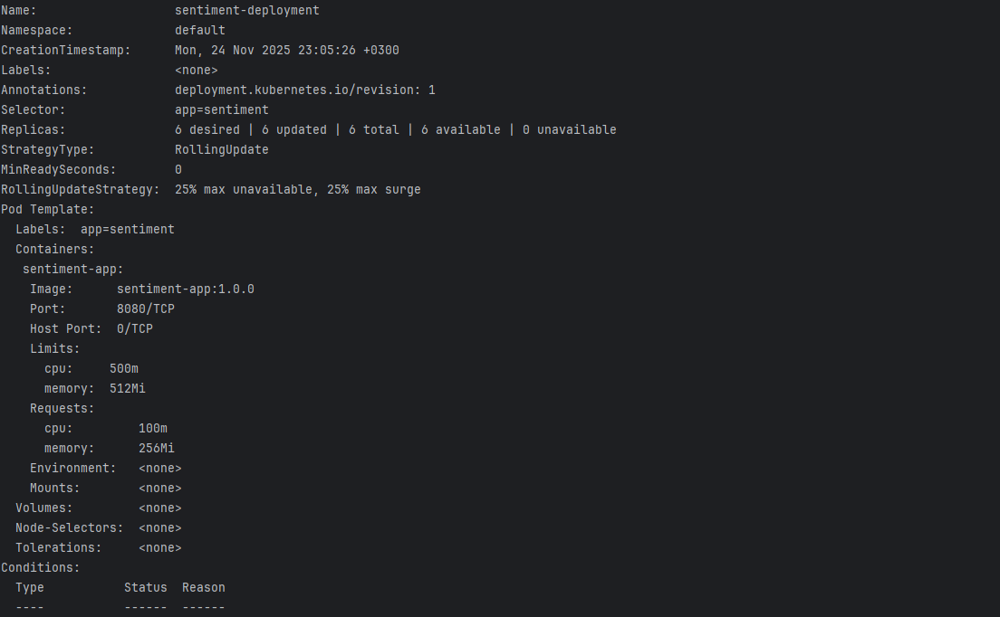 Name:                   sentiment-deployment
Namespace:              default
CreationTimestamp:      Mon, 24 Nov 2025 23:05:26 +0300
Labels:                 <none>
Annotations:            deployment.kubernetes.io/revision: 1
Selector:               app=sentiment
Replicas:               6 desired | 6 updated | 6 total | 6 available | 0 unavailable
StrategyType:           RollingUpdate
MinReadySeconds:        0
RollingUpdateStrategy:  25% max unavailable, 25% max surge
Pod Template:
  Labels:  app=sentiment
  Containers:
   sentiment-app:
    Image:      sentiment-app:1.0.0
    Port:       8080/TCP
    Host Port:  0/TCP
    Limits:
      cpu:     500m
      memory:  512Mi
    Requests:
      cpu:         100m
      memory:      256Mi
    Environment:   <none>
    Mounts:        <none>
  Volumes:         <none>
  Node-Selectors:  <none>
  Tolerations:     <none>
Conditions:
  Type           Status  Reason
  ----           ------  ------